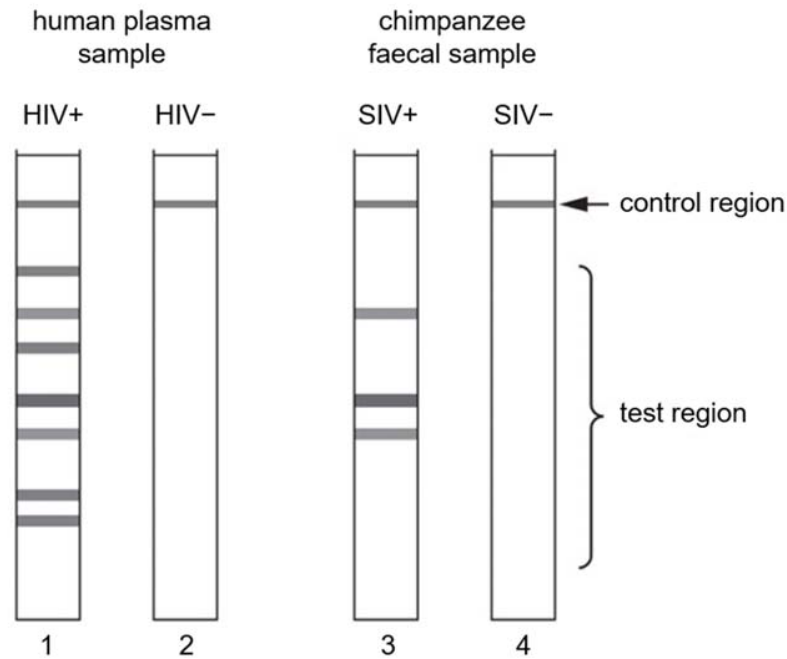 human plasma
sample
chimpanzee
faecal sample
HIV+
HIV−
SIV+
SIV−
control region
test region
1
2
3
4